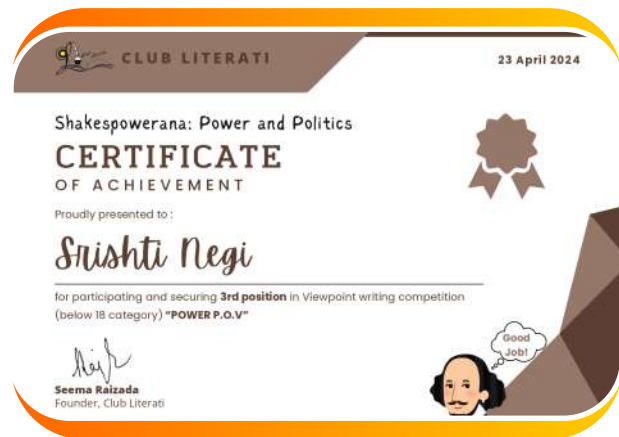 CLUB LITERATI
23 April 2024
Shakespowerana: Power and Politics
CERTIFICATE
OF ACHIEVEMENT
Proudly presented to :
Srishti Negi
for participating and securing 3rd position in Viewpoint writing competition
(below 18 category) "POWER P.O.V"
Good
Job!
Seema Raizada
Founder, Club Literati